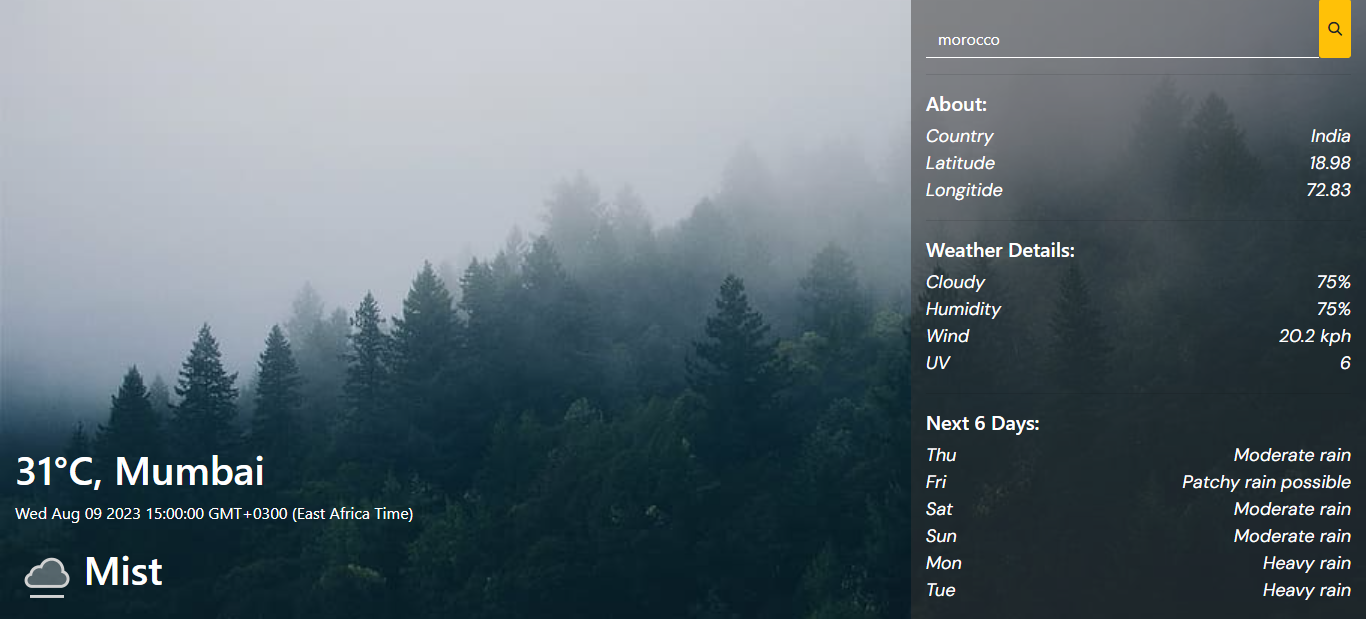 morocco
About:
Country India
Latitude 18.98
Longitide 72.83
Weather Details:
Cloudy 75%
Humidity 75%
Wind 20.2 kph
UV 6
Next 6 Days:
Thu Moderate rain
Fri Patchy rain possible
Sat Moderate rain
Sun Moderate rain
Mon Heavy rain
Tue Heavy rain
31°C, Mumbai
Wed Aug 09 2023 15:00:00 GMT+0300 (East Africa Time)
Mist